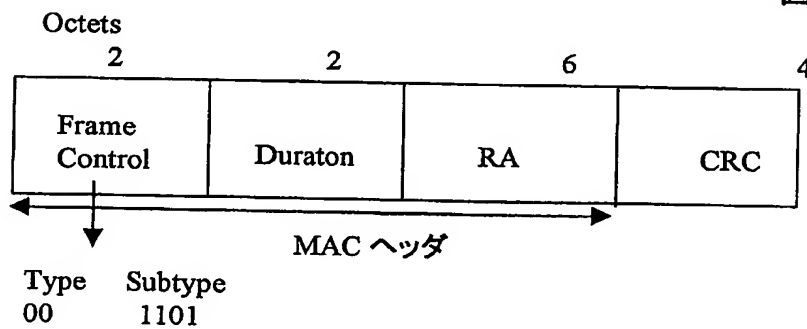 Octets
2 2 6 4
Frame Control Duraton RA CRC
MAC ヘッダ
Type Subtype
00 1101